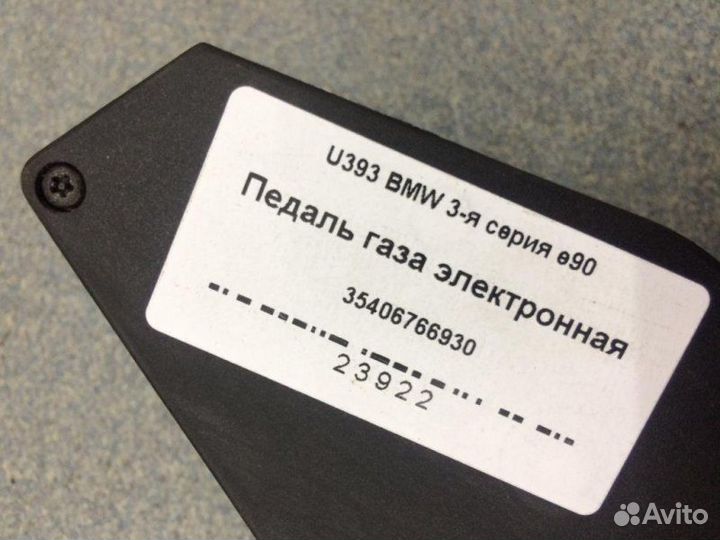 U393 BMW 3-я серия e90
Педаль газа электронная
35406766930
23922
Avito